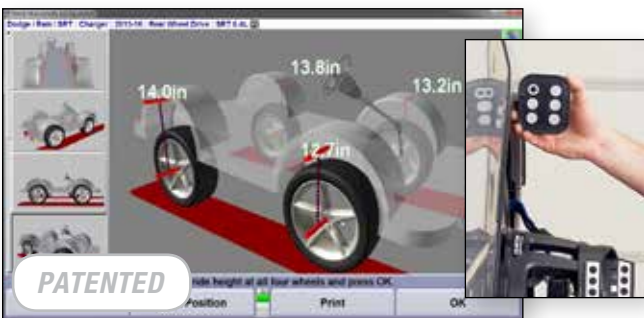 Dodge / Ram / SRT : Charger : 2015-16 : Rear Wheel Drive : SRT 6.4L
13.8in
14.0in
13.2in
12.7in
ride height at all four wheels and press OK.
PATENTED
Position
Print
OK